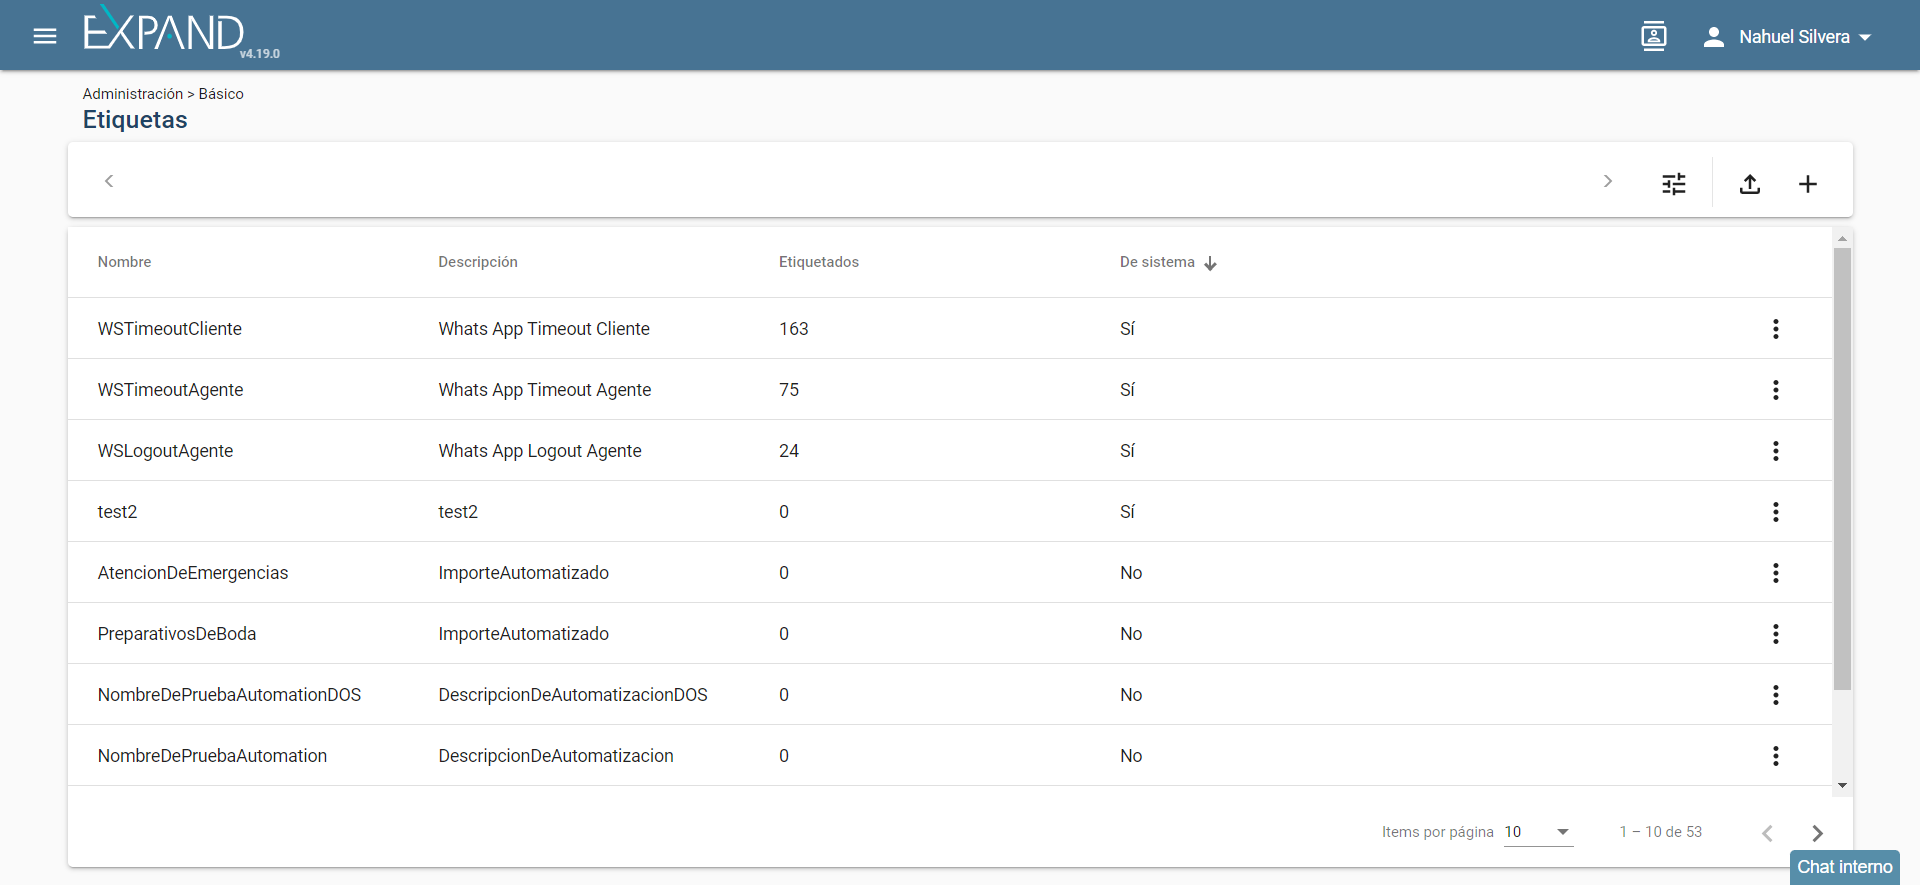 EXPAND
v4.19.0
Nahuel Silvera
Administración > Básico
Etiquetas
Nombre Descripción Etiquetados De sistema
WSTimeoutCliente Whats App Timeout Cliente 163 Sí
WSTimeoutAgente Whats App Timeout Agente 75 Sí
WSLogoutAgente Whats App Logout Agente 24 Sí
test2 test2 0 Sí
AtencionDeEmergencias ImporteAutomatizado 0 No
PreparativosDeBoda ImporteAutomatizado 0 No
NombreDePruebaAutomationDOS DescripcionDeAutomatizacionDOS 0 No
NombreDePruebaAutomation DescripcionDeAutomatizacion 0 No
Items por página 10 1 – 10 de 53
Chat interno